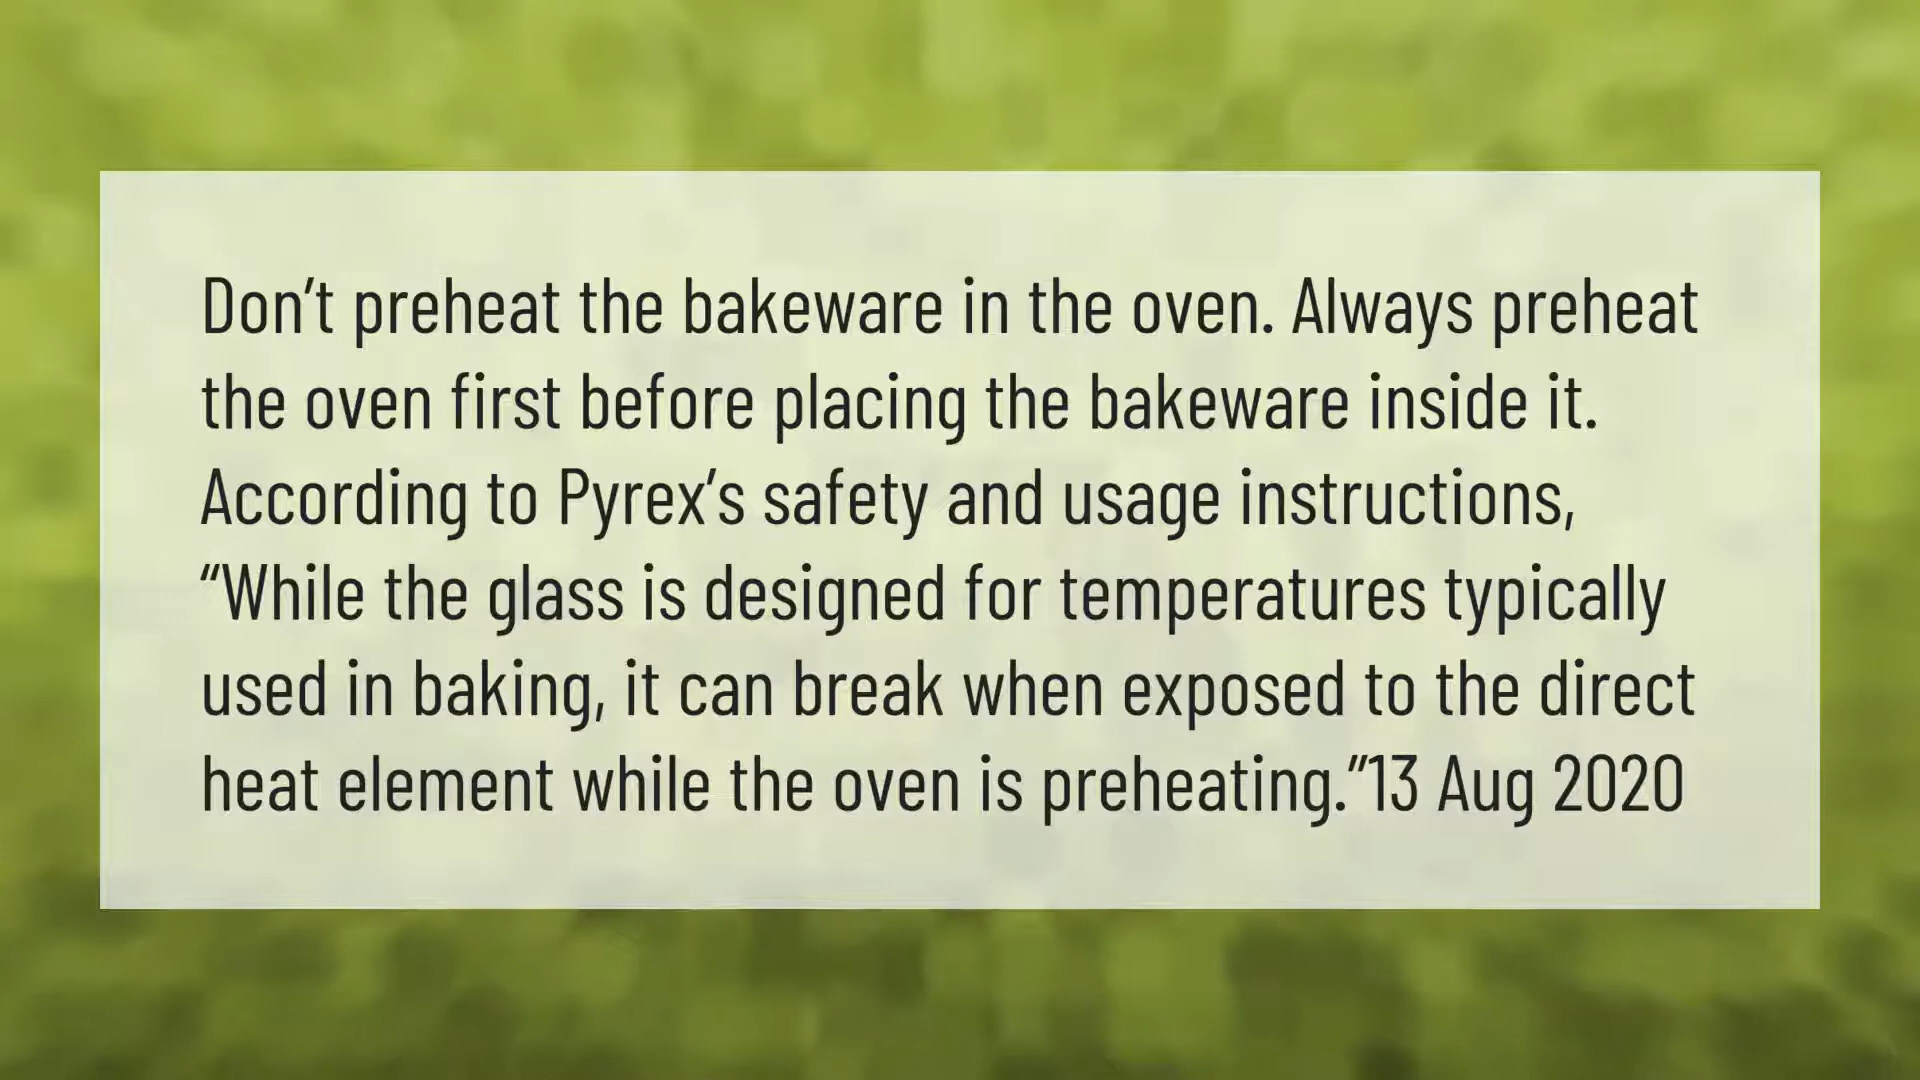 Don’t preheat the bakeware in the oven. Always preheat
the oven first before placing the bakeware inside it.
According to Pyrex’s safety and usage instructions,
“While the glass is designed for temperatures typically
used in baking, it can break when exposed to the direct
heat element while the oven is preheating.”13 Aug 2020